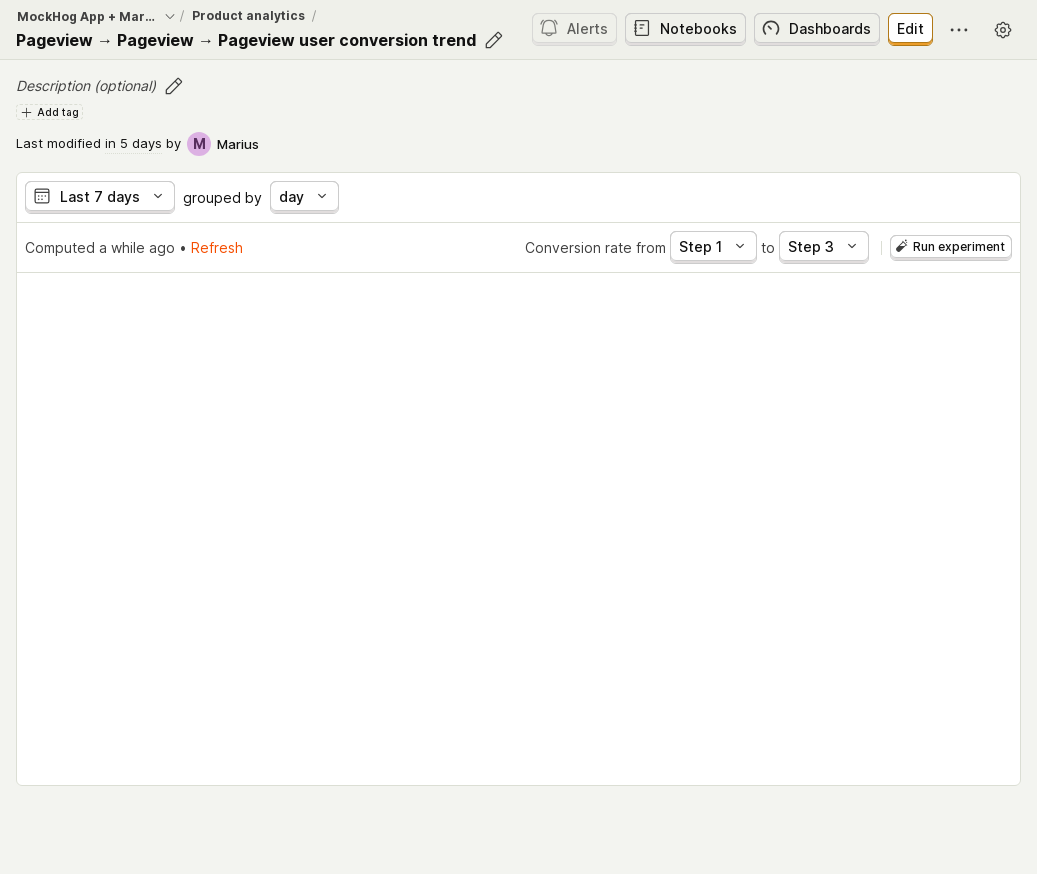 MockHog App + Mar... / Product analytics /
Pageview → Pageview → Pageview user conversion trend
Alerts
Notebooks
Dashboards
Edit
Description (optional)
Add tag
Last modified in 5 days by M Marius
Last 7 days grouped by day
Computed a while ago • Refresh
Conversion rate from Step 1 to Step 3
Run experiment